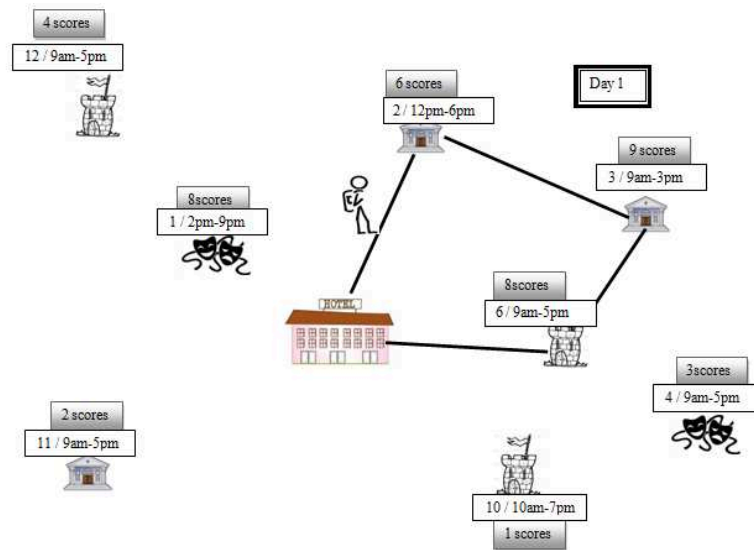 4 scores
12 / 9am-5pm
6 scores
2 / 12pm-6pm
Day 1
9 scores
3 / 9am-3pm
8scores
1 / 2pm-9pm
HOTEL
8scores
6 / 9am-5pm
3scores
4 / 9am-5pm
2 scores
11 / 9am-5pm
10 / 10am-7pm
1 scores